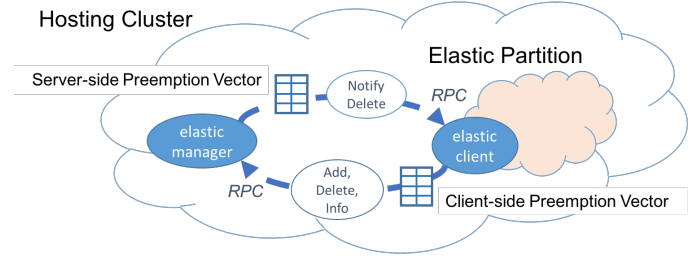 Hosting Cluster
Elastic Partition
Server-side Preemption Vector
Notify
Delete
RPC
elastic
manager
elastic
client
RPC
Add,
Delete,
Info
Client-side Preemption Vector